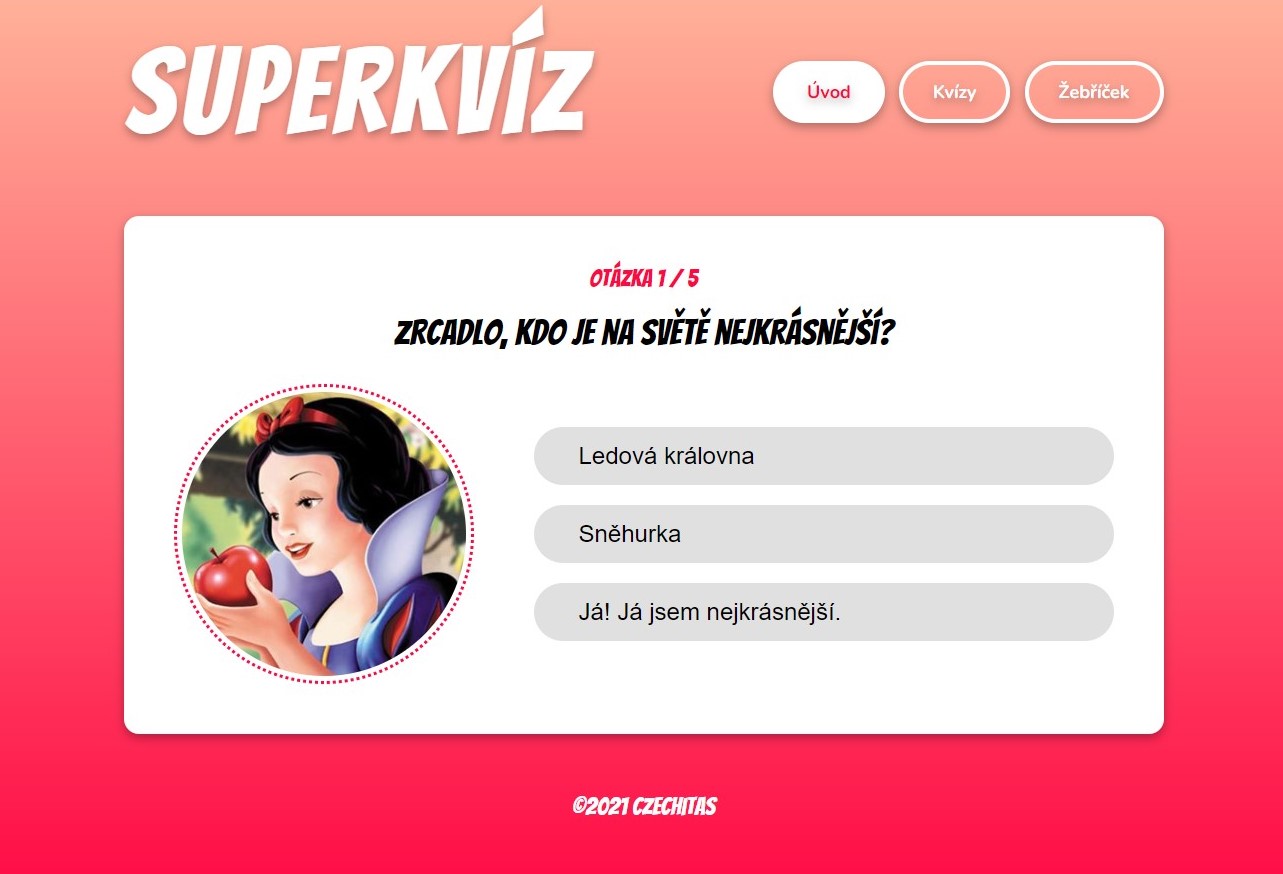 SUPERKVÍZ
Úvod
Kvízy
Žebříček
OTÁZKA 1 / 5
ZRCADLO, KDO JE NA SVĚTĚ NEJKRÁSNĚJŠÍ?
Ledová královna
Sněhurka
Já! Já jsem nejkrásnější.
©2021 CZECHITAS